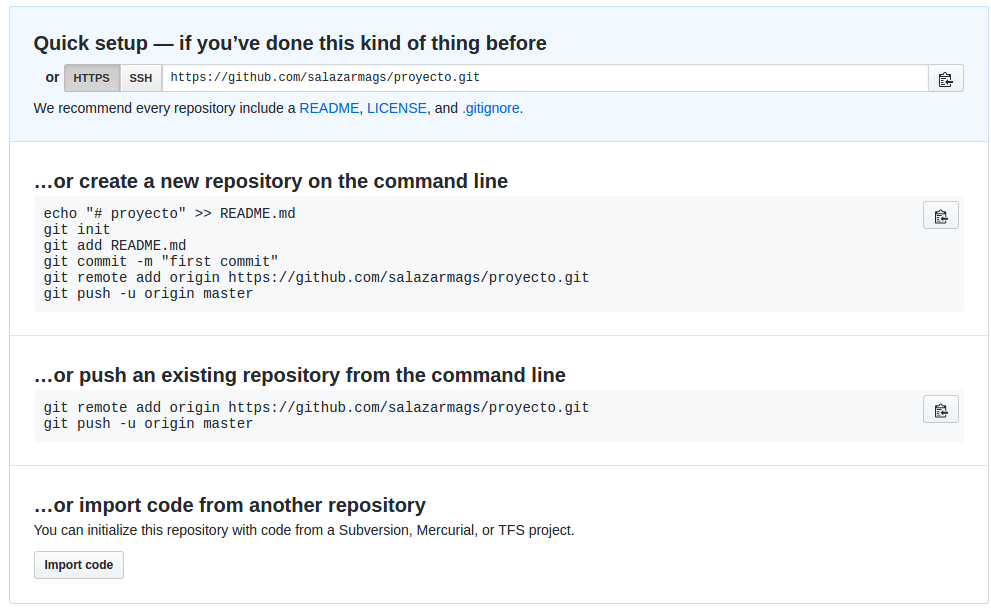 Quick setup — if you’ve done this kind of thing before
or HTTPS SSH https://github.com/salazarmags/proyecto.git
We recommend every repository include a README, LICENSE, and .gitignore.
…or create a new repository on the command line
echo "# proyecto" >> README.md
git init
git add README.md
git commit -m "first commit"
git remote add origin https://github.com/salazarmags/proyecto.git
git push -u origin master
…or push an existing repository from the command line
git remote add origin https://github.com/salazarmags/proyecto.git
git push -u origin master
…or import code from another repository
You can initialize this repository with code from a Subversion, Mercurial, or TFS project.
Import code